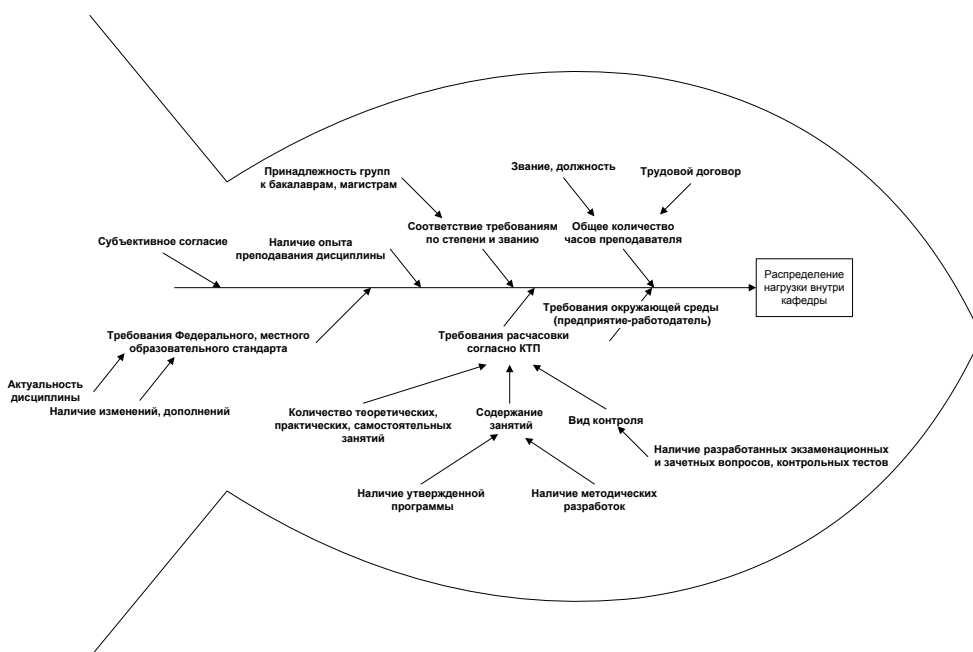 Принадлежность групп
к бакалаврам, магистрам
Звание, должность
Трудовой договор
Соответствие требованиям
по степени и званию
Общее количество
часов преподавателя
Субъективное согласие
Наличие опыта
преподавания дисциплины
Распределение
нагрузки внутри
кафедры
Требования окружающей среды
(предприятие-работодатель)
Требования Федерального, местного
образовательного стандарта
Требования расчасовки
согласно КТП
Актуальность
дисциплины
Наличие изменений, дополнений
Количество теоретических,
практических, самостоятельных
занятий
Содержание
занятий
Вид контроля
Наличие разработанных экзаменационных
и зачетных вопросов, контрольных тестов
Наличие утвержденной
программы
Наличие методических
разработок